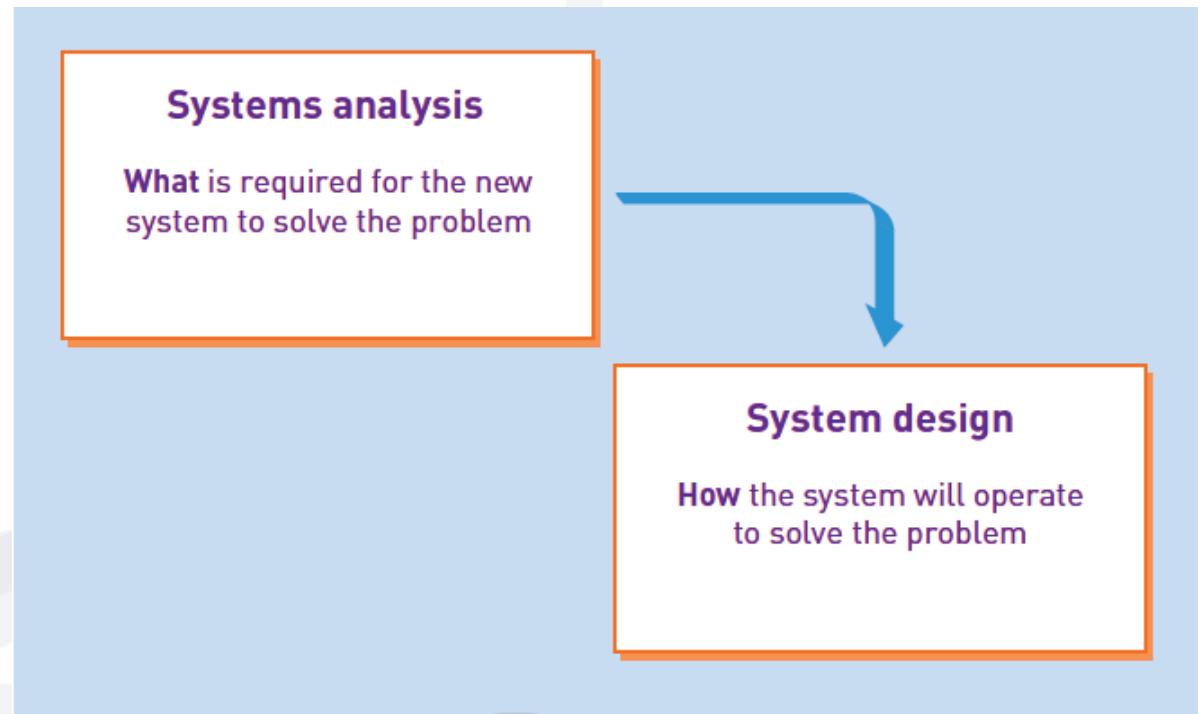 Systems analysis
What is required for the new
system to solve the problem
System design
How the system will operate
to solve the problem